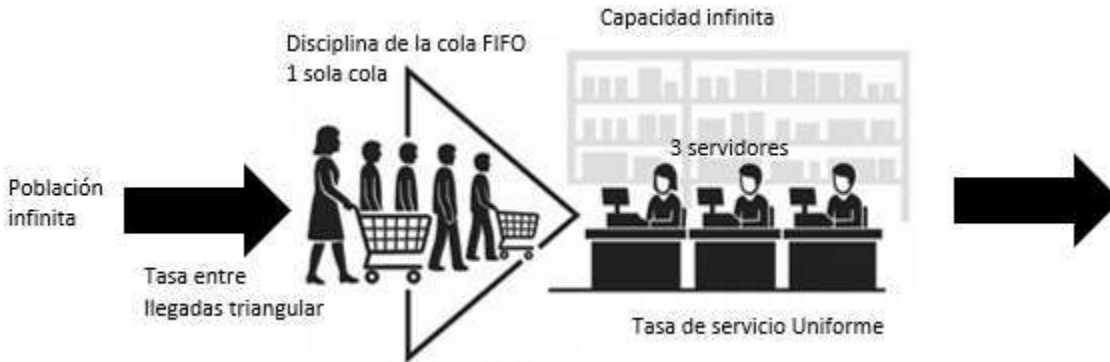 Capacidad infinita
Disciplina de la cola FIFO
1 sola cola
3 servidores
Población
infinita
Tasa entre
llegadas triangular
Tasa de servicio Uniforme